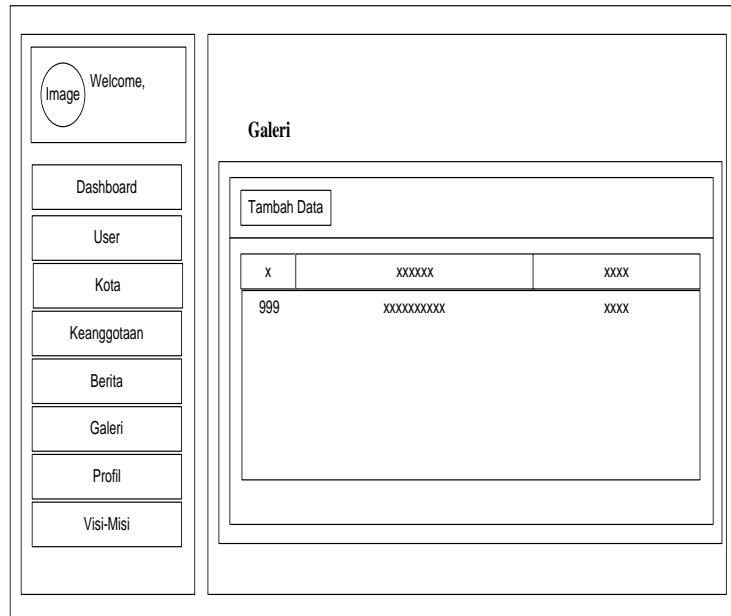 Image
Welcome,
Dashboard
User
Kota
Keanggotaan
Berita
Galeri
Profil
Visi-Misi
Galeri
Tambah Data
x xxxxxx xxxx
999 xxxxxxxxxx xxxx